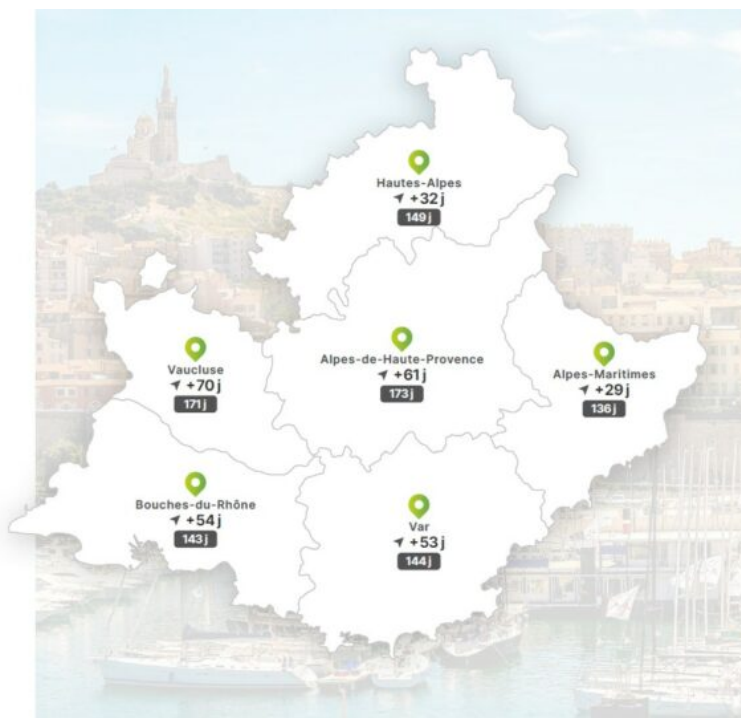 Hautes-Alpes
+32 j
149 j
Vaucluse
+70 j
171 j
Alpes-de-Haute-Provence
+61 j
173 j
Alpes-Maritimes
+29 j
136 j
Bouches-du-Rhône
+54 j
143 j
Var
+53 j
144 j